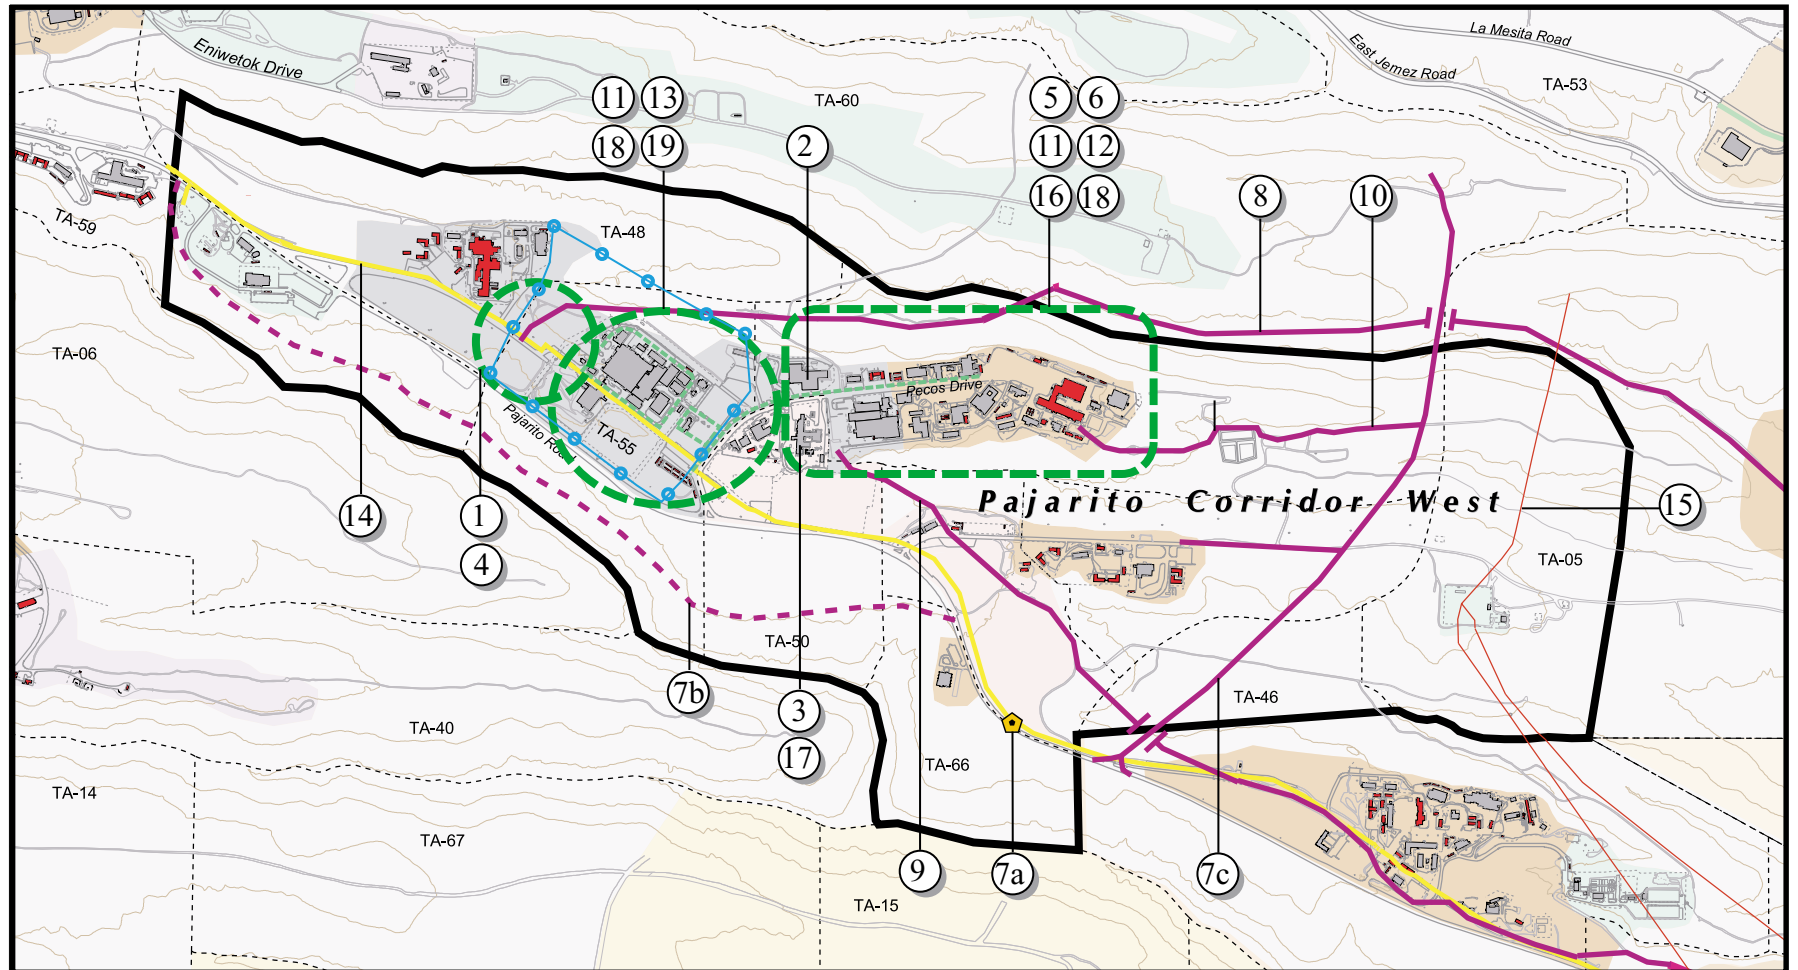 La Mesita Road
East Jemez Road
Eniwetok Drive
TA-53
TA-60
11 13
5 6
18 19
2
11 12
16 18
8
10
TA-59
TA-48
TA-06
Pecos Drive
Pajarito Road
TA-55
Pajarito Corridor West
14
1
15
4
TA-05
TA-50
7b
TA-46
3
TA-40
17
TA-66
TA-14
TA-67
9
7a
7c
TA-15